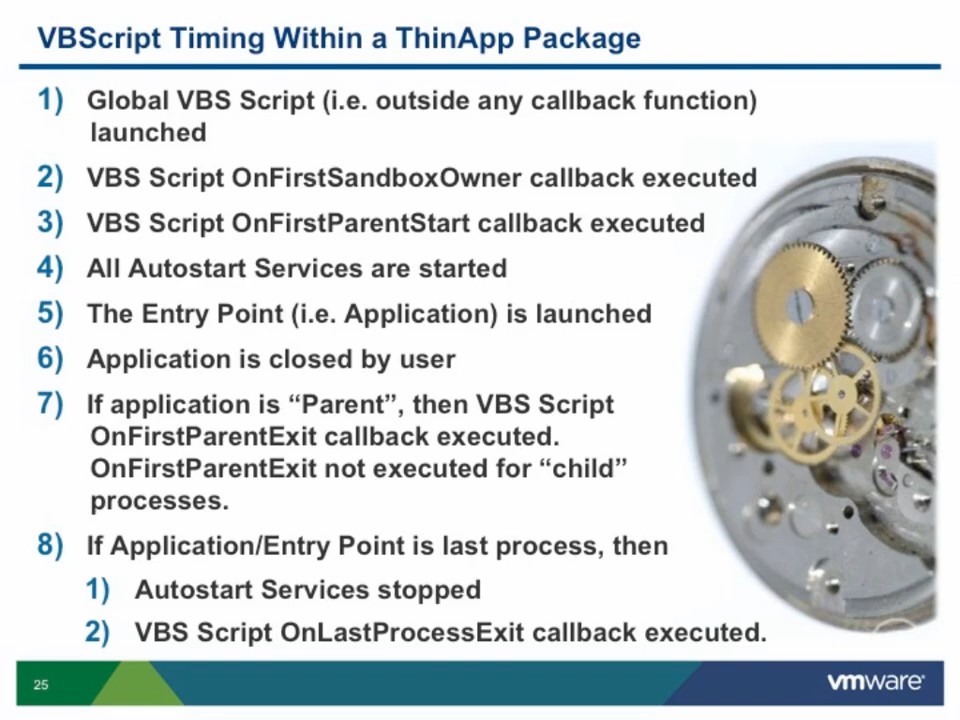 VBScript Timing Within a ThinApp Package
1) Global VBS Script (i.e. outside any callback function)
launched
2) VBS Script OnFirstSandboxOwner callback executed
3) VBS Script OnFirstParentStart callback executed
4) All Autostart Services are started
5) The Entry Point (i.e. Application) is launched
6) Application is closed by user
7) If application is “Parent”, then VBS Script
OnFirstParentExit callback executed.
OnFirstParentExit not executed for “child”
processes.
8) If Application/Entry Point is last process, then
1) Autostart Services stopped
2) VBS Script OnLastProcessExit callback executed.
25
vmware®